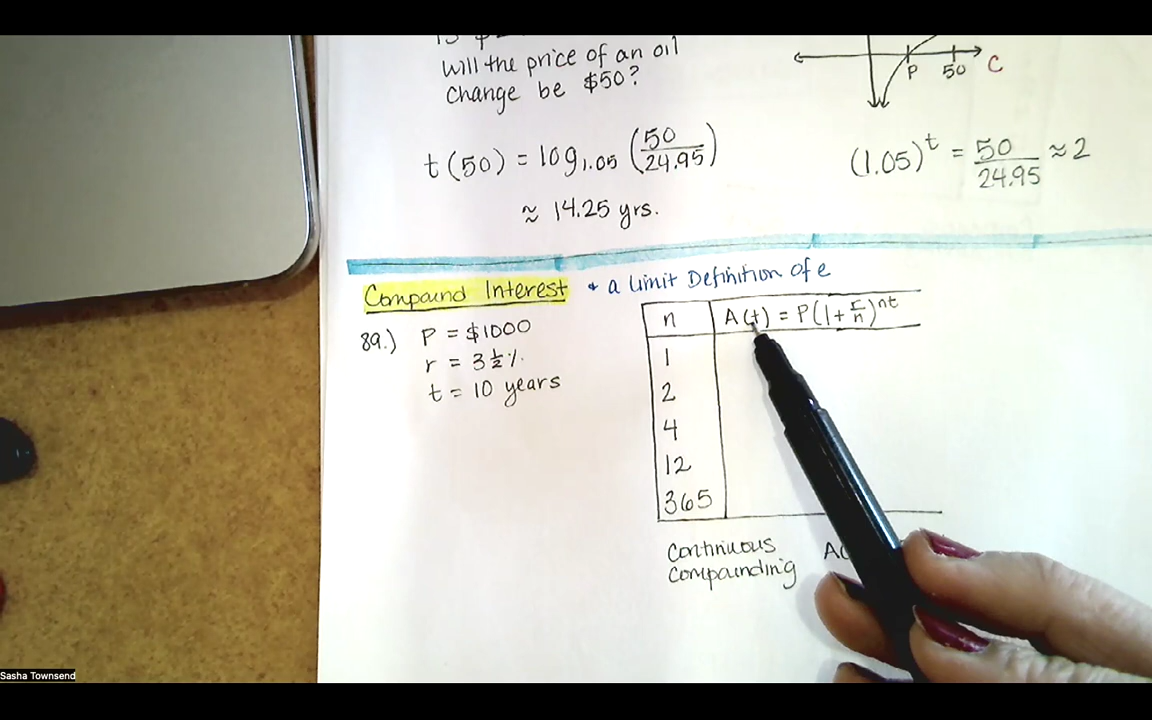 will the price of an oil
change be $50?
P 50 C
t(50) = log₁.₀₅ (50/24.95)
≈ 14.25 yrs.
(1.05)ᵗ = 50/24.95 ≈ 2
Compound Interest + a limit Definition of e
89.) P = $1000
r = 3 ½ %.
t = 10 years
n A(t) = P(1+r/n)ⁿᵗ
1
2
4
12
365
Continuous
Compounding
Sasha Townsend